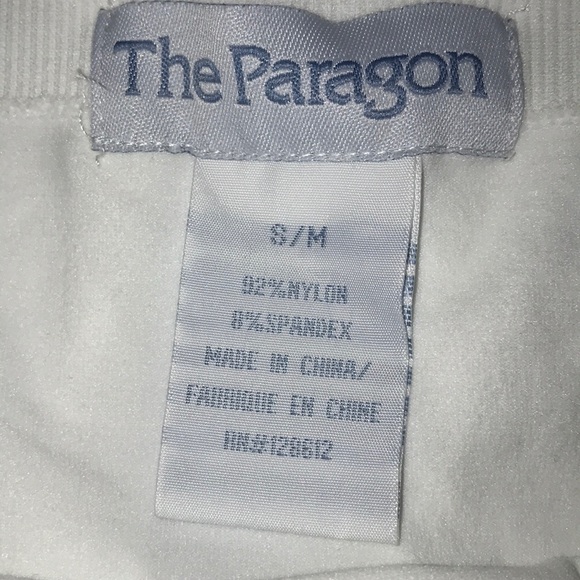 The Paragon
S/M
92%NYLON
8%SPANDEX
MADE IN CHINA/
FABRIQUE EN CHINE
RN#128612